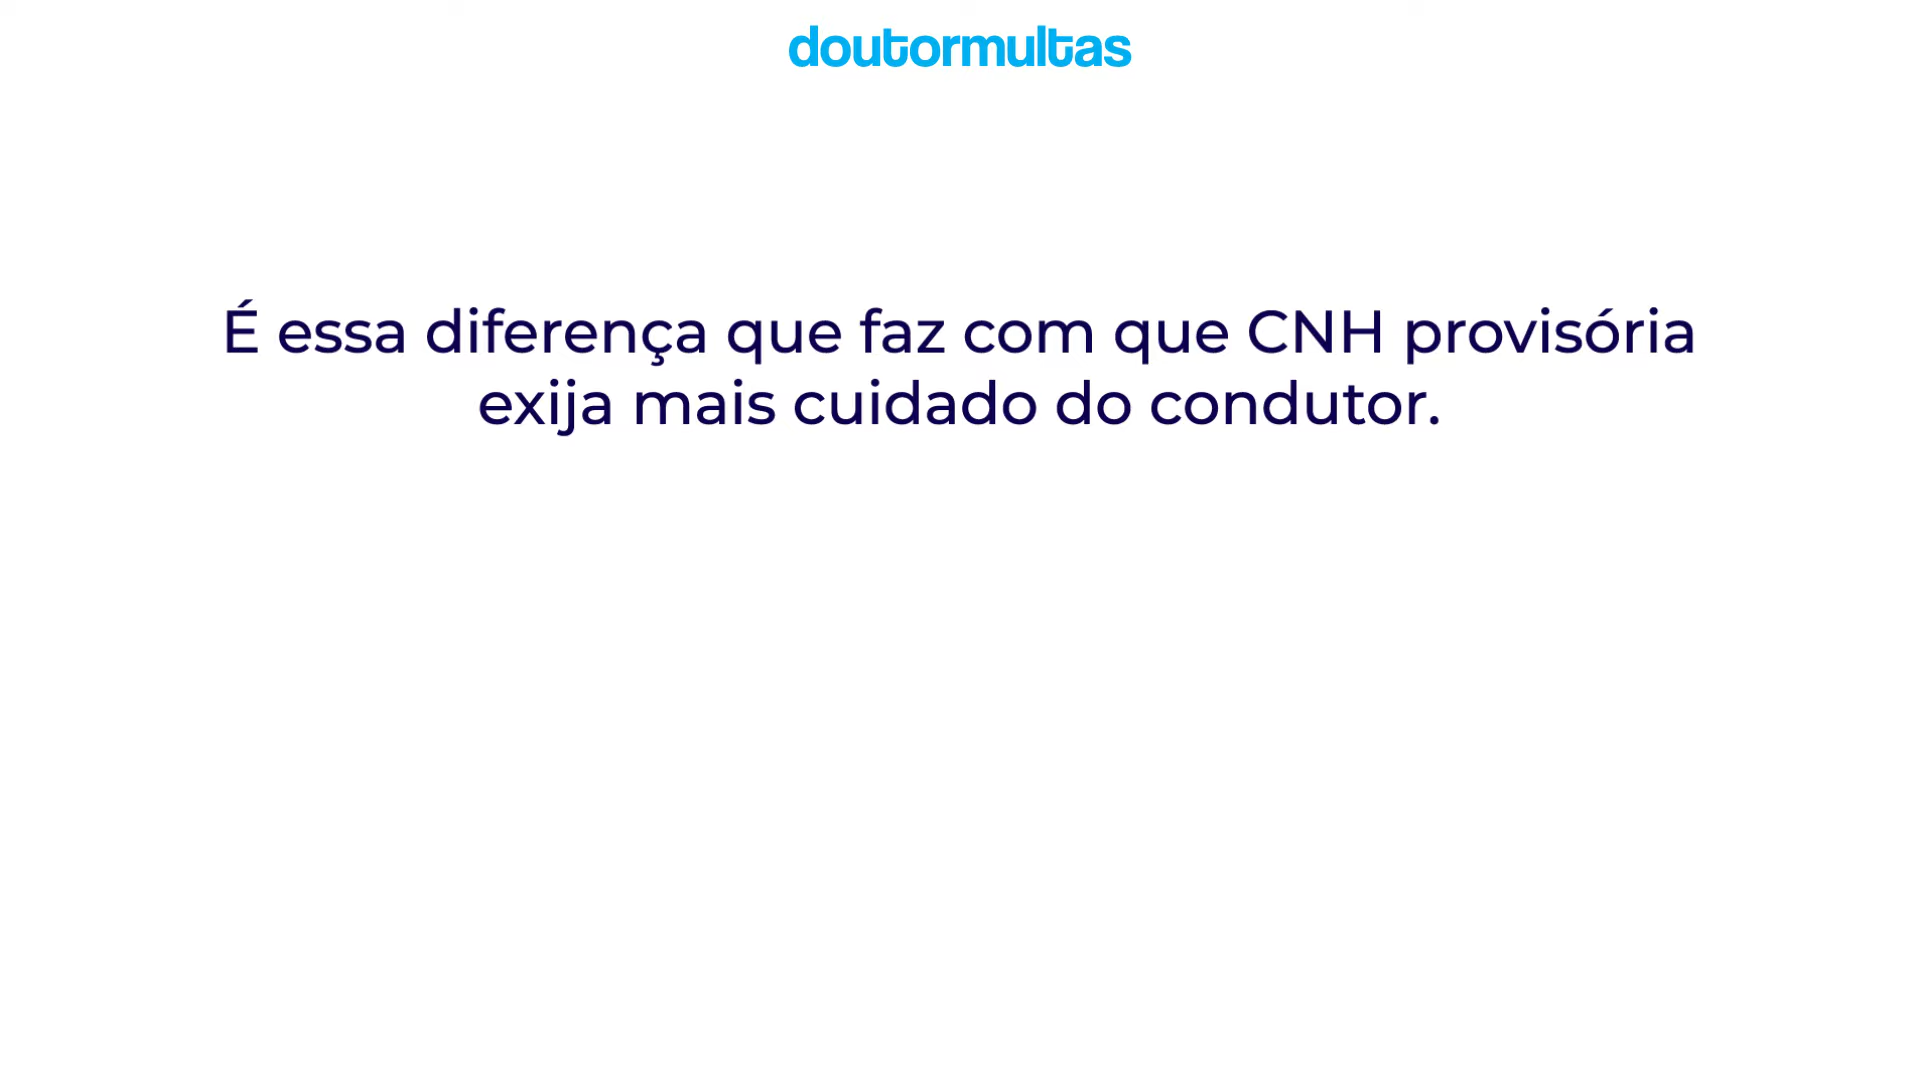 doutormultas
É essa diferença que faz com que CNH provisória
exija mais cuidado do condutor.